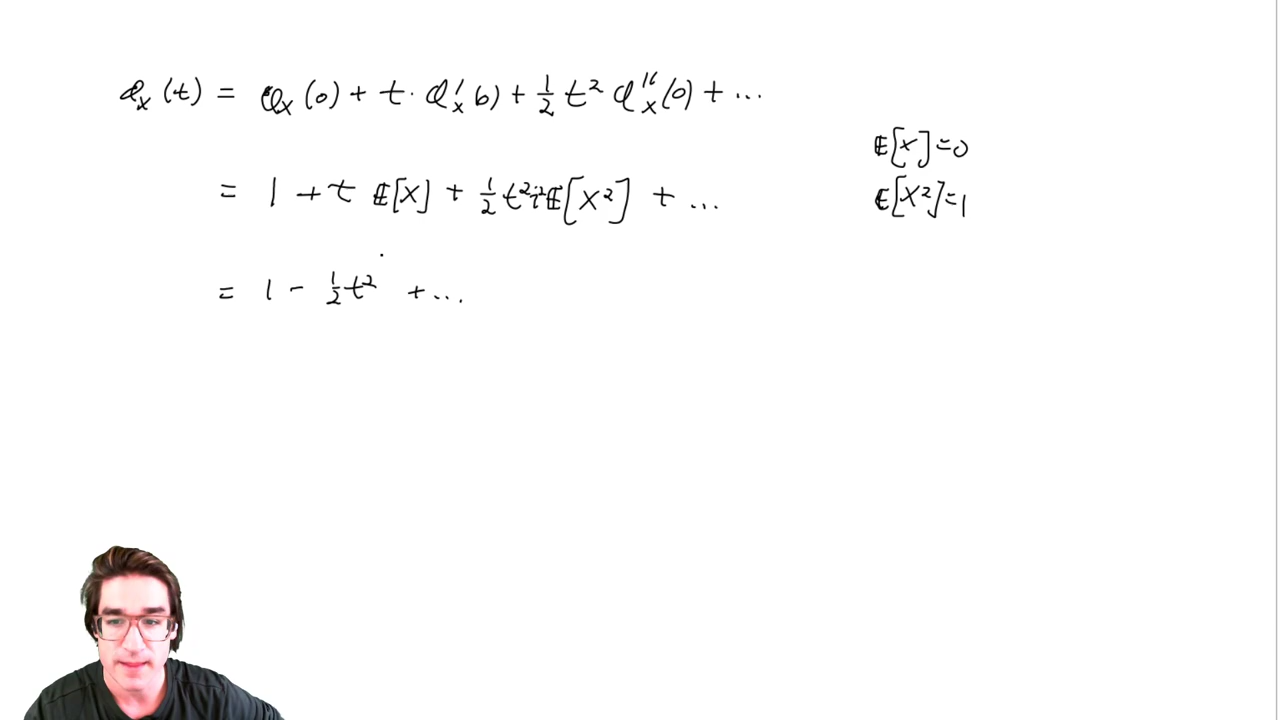 φₓ(t) = φₓ(0) + t · φ'ₓ(0) + ½ t² φ''ₓ(0) + ...
𝔼[X]=0
= 1 + t 𝔼[X] + ½ t² i² 𝔼[X²] + ...
𝔼[X²]=1
= 1 - ½ t² + ...